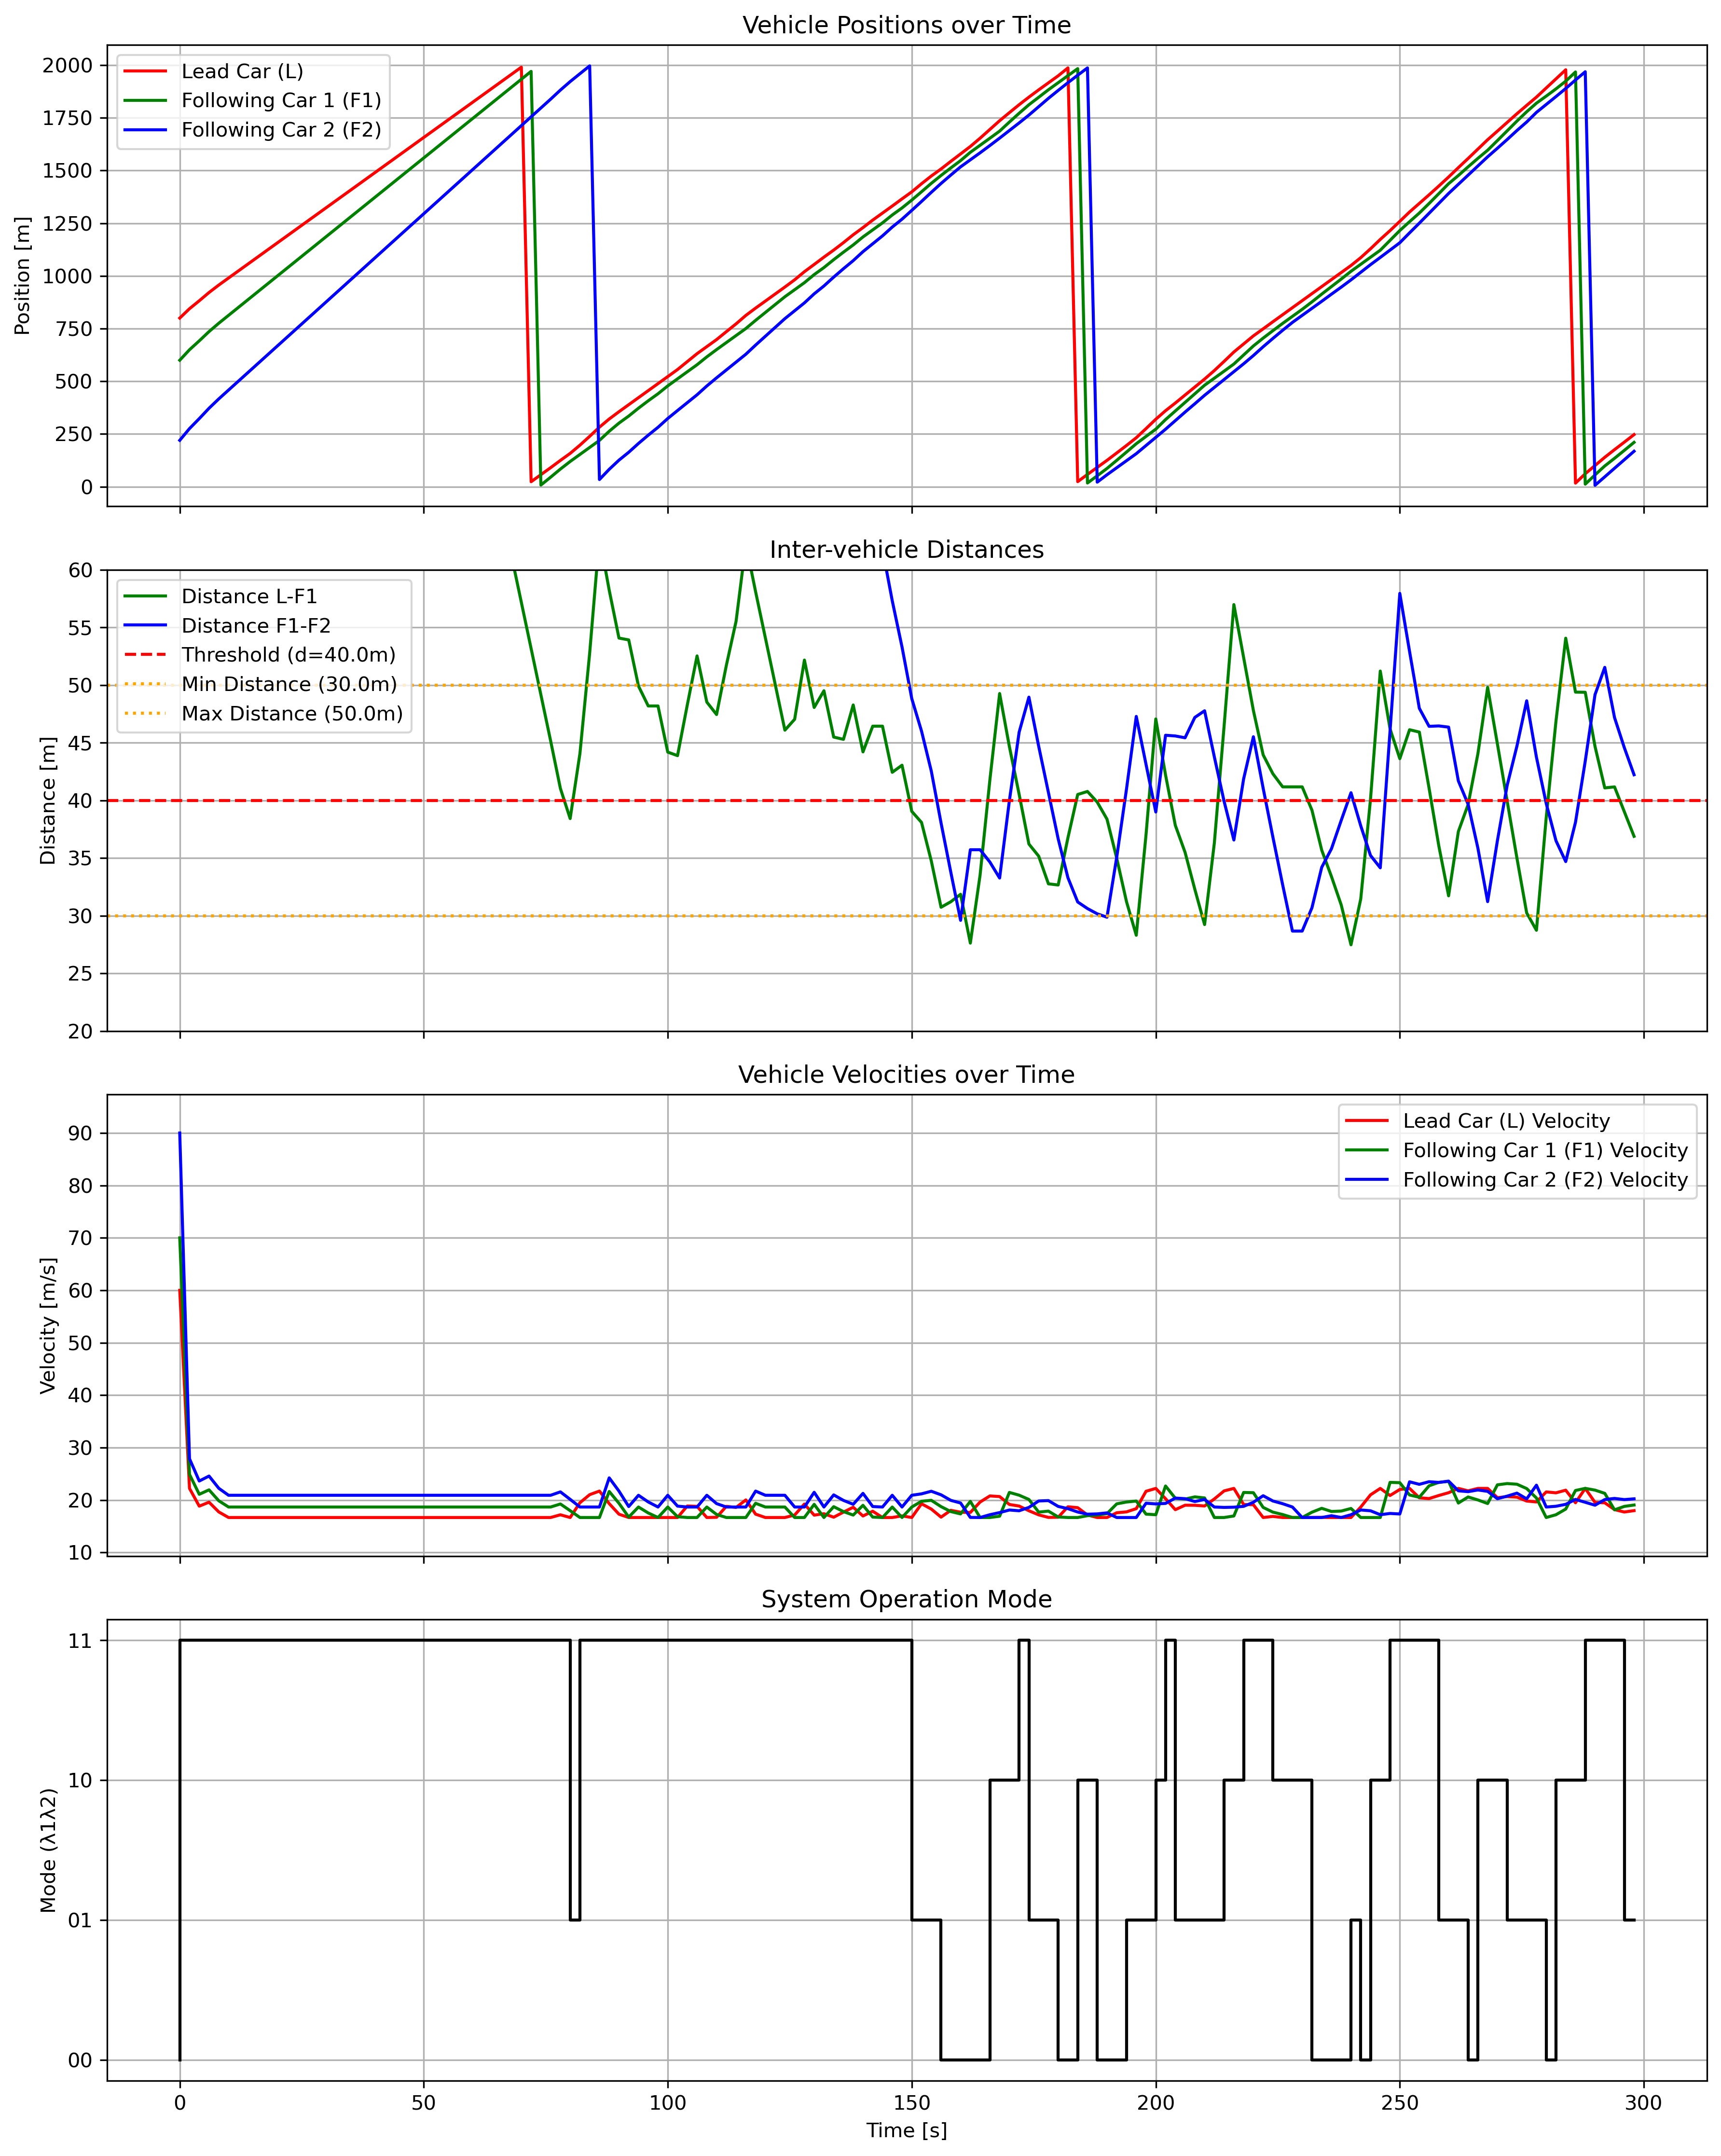 Vehicle Positions over Time
Position [m]
2000
1750
1500
1250
1000
750
500
250
0
Lead Car (L)
Following Car 1 (F1)
Following Car 2 (F2)
Inter-vehicle Distances
Distance [m]
60
55
50
45
40
35
30
25
20
Distance L-F1
Distance F1-F2
Threshold (d=40.0m)
Min Distance (30.0m)
Max Distance (50.0m)
Vehicle Velocities over Time
Velocity [m/s]
90
80
70
60
50
40
30
20
10
Lead Car (L) Velocity
Following Car 1 (F1) Velocity
Following Car 2 (F2) Velocity
System Operation Mode
Mode (λ1λ2)
11
10
01
00
0 50 100 150 200 250 300
Time [s]